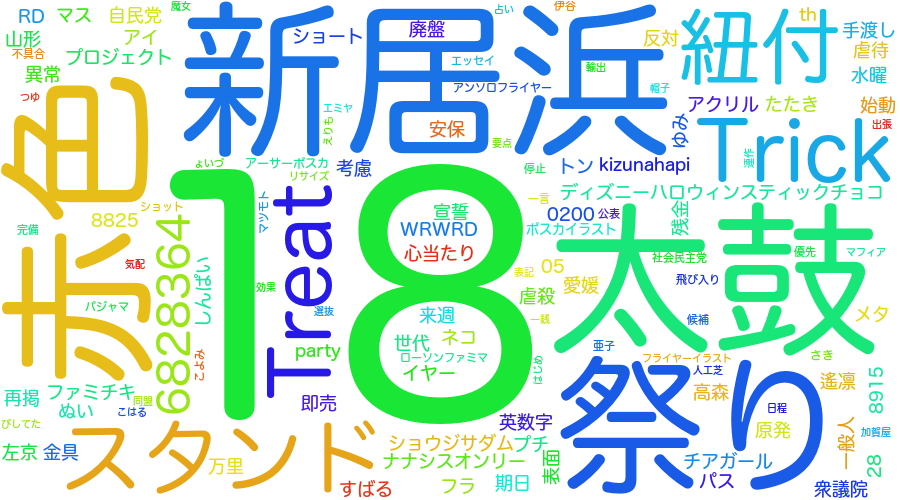 魔女
占い
伊谷
RD
マス
自民党
新居浜
ショート
廃盤
紐付
th
手渡し
山形
アイ
反対
虐待
不具合
プロジェクト
エッセイ
異常
輸出
水曜
つゆ
赤色
エミヤ
アンソロフライヤー
帽子
アクリル
たたき
始動
安保
ゆみ
Trick
出張
えりも
要点
連作
ょいづ
アーサーポスカ
考慮
停止
トン
kizunahapi
リサイズ
18
Treat
一言
ディズニーハロウィンスティックチョコ
ショット
マツモト
宣誓
0200
公表
残金
8825
完備
WRWRD
ポスカイラスト
太鼓
6828364
しんぱい
心当たり
社会民主党
優先
マフィア
気配
表記
05
飛び入り
効果
虐殺
愛媛
パジャマ
選抜
来週
一銭
候補
メタ
世代
ネコ
亜子
party
ローソンファミマ
さき
こよみ
イヤー
はじめ
フライヤーイラスト
人工芝
祭り
再掲
ファミチキ
同盟
即売
高森
遙凛
8915
ぬい
こはる
日程
びしてた
英数字
原発
一般人
加賀屋
スタンド
左京
金具
ショウジサダム
プチ
万里
ナナシスオンリー
表面
チアガール
28
すばる
フラ
期日
パス
衆議院